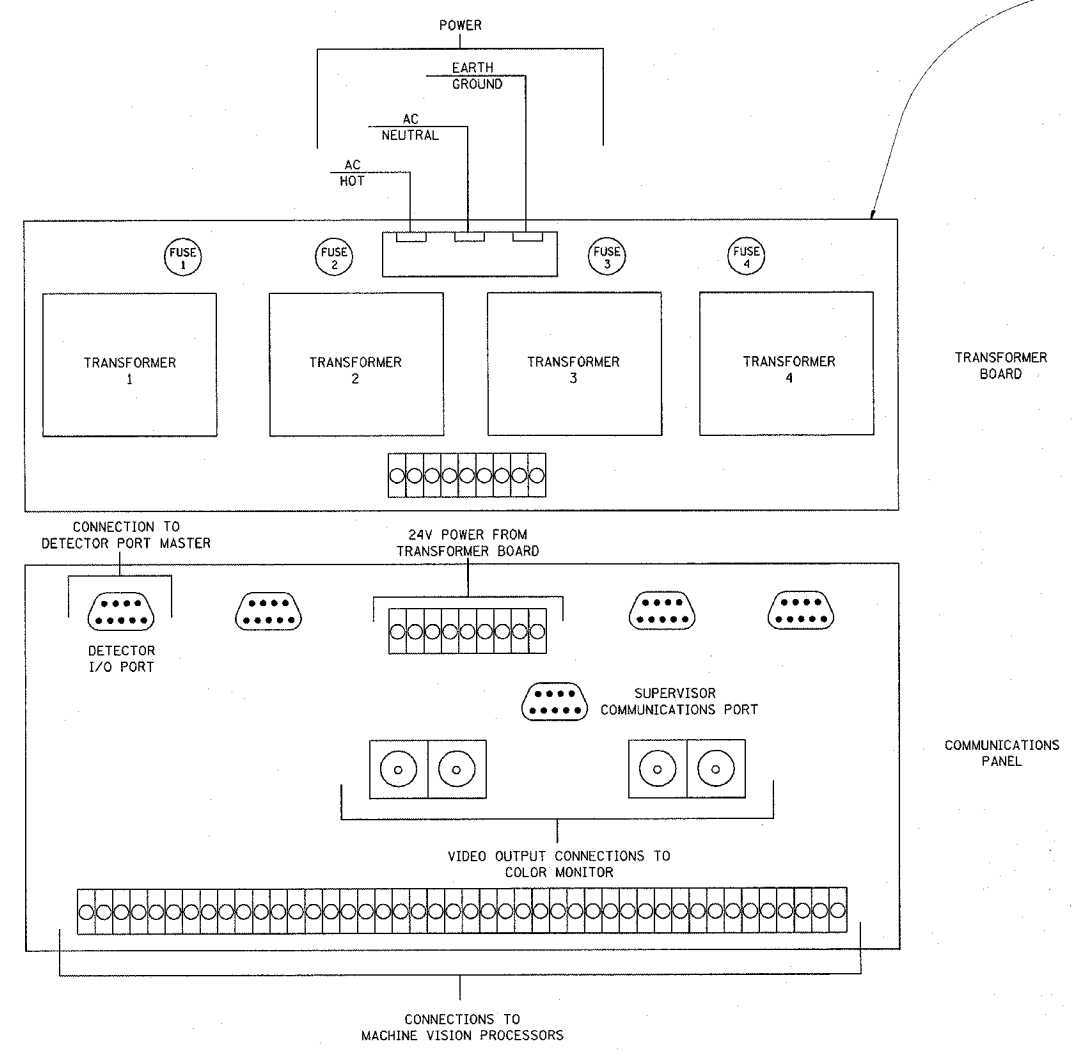 POWER
EARTH
GROUND
AC
NEUTRAL
AC
HOT
FUSE
1
FUSE
2
FUSE
3
FUSE
4
TRANSFORMER
1
TRANSFORMER
2
TRANSFORMER
3
TRANSFORMER
4
TRANSFORMER
BOARD
CONNECTION TO
DETECTOR PORT MASTER
24V POWER FROM
TRANSFORMER BOARD
DETECTOR
I/O PORT
SUPERVISOR
COMMUNICATIONS PORT
COMMUNICATIONS
PANEL
VIDEO OUTPUT CONNECTIONS TO
COLOR MONITOR
CONNECTIONS TO
MACHINE VISION PROCESSORS